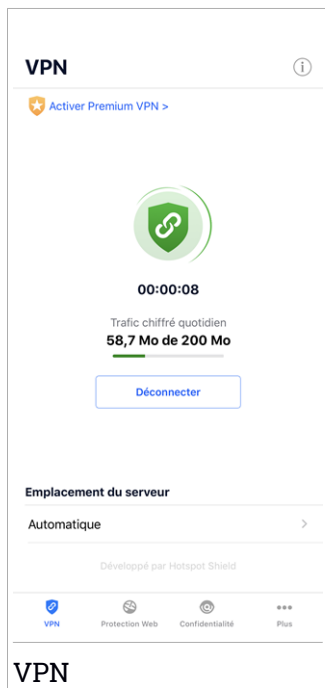 VPN
Activer Premium VPN >
00:00:08
Trafic chiffré quotidien
58,7 Mo de 200 Mo
Déconnecter
Emplacement du serveur
Automatique
Développé par Hotspot Shield
VPN Protection Web Confidentialité Plus
VPN